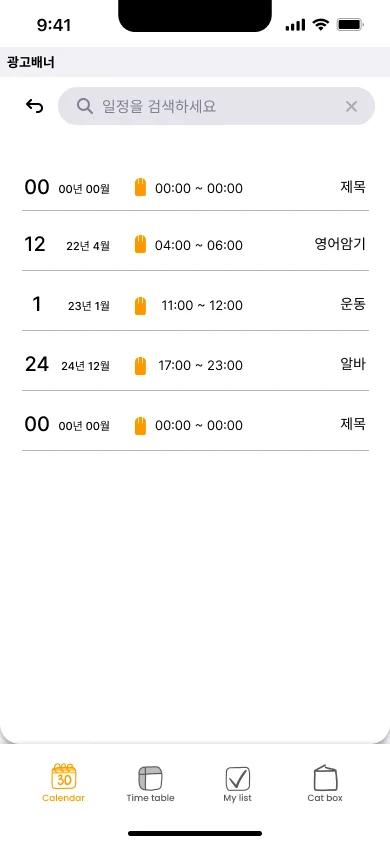 9:41
광고배너
일정을 검색하세요
00 00년 00월 00:00 ~ 00:00 제목
12 22년 4월 04:00 ~ 06:00 영어암기
1 23년 1월 11:00 ~ 12:00 운동
24 24년 12월 17:00 ~ 23:00 알바
00 00년 00월 00:00 ~ 00:00 제목
30
Calendar Time table My list Cat box